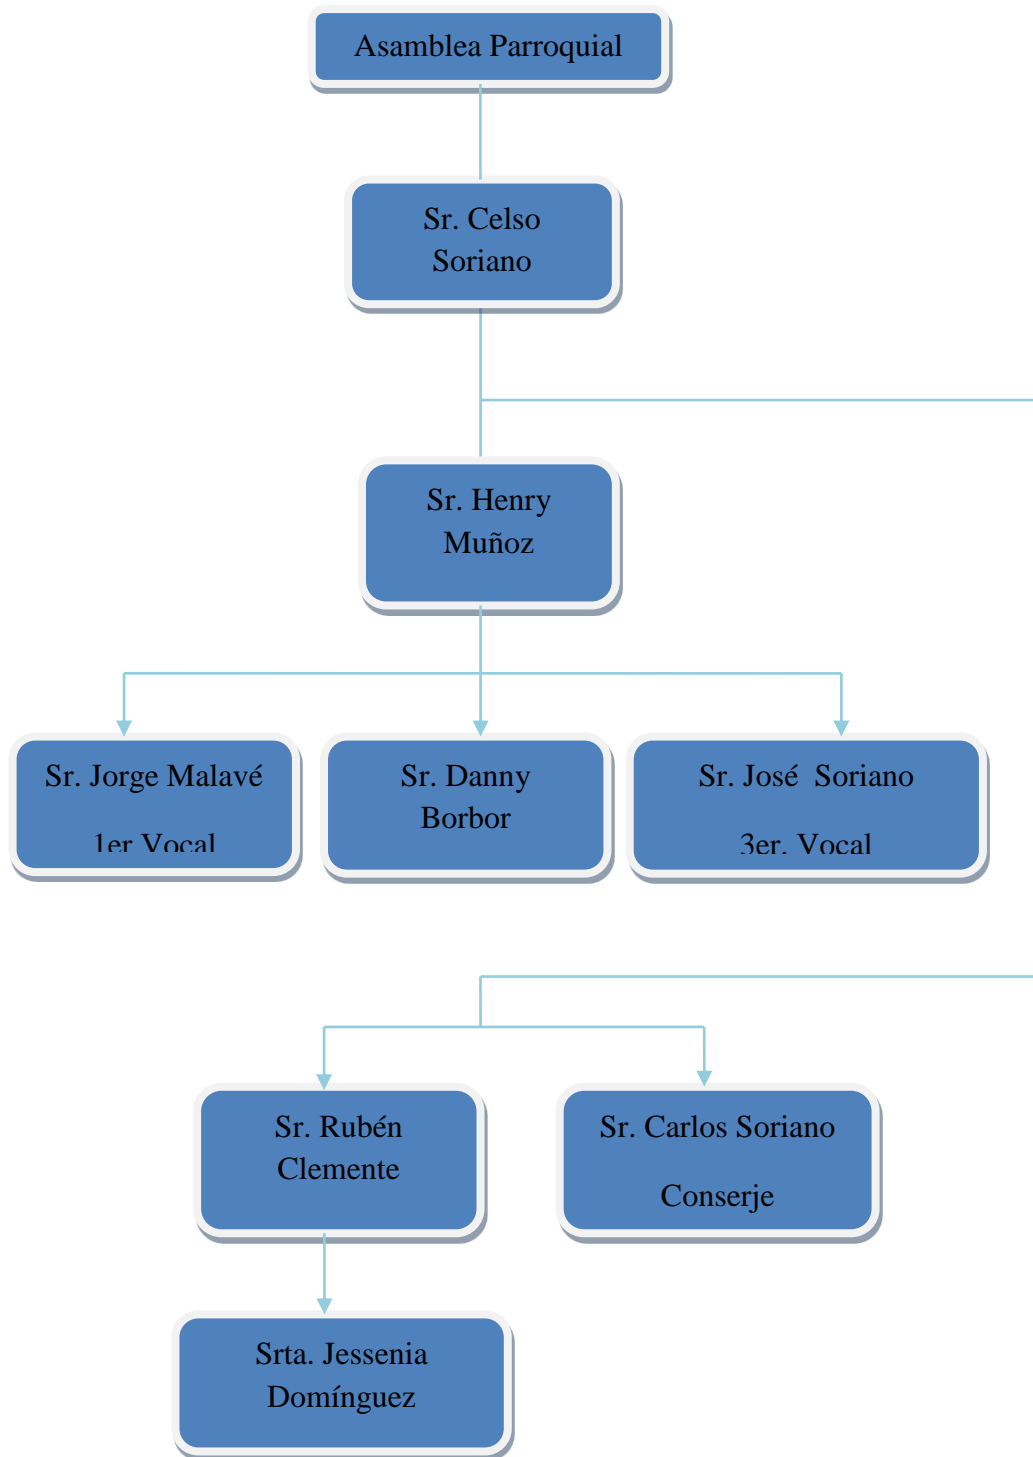 Asamblea Parroquial
Sr. Celso
Soriano
Sr. Henry
Muñoz
Sr. Jorge Malavé
1er Vocal
Sr. Danny
Borbor
Sr. José Soriano
3er. Vocal
Sr. Rubén
Clemente
Sr. Carlos Soriano
Conserje
Srta. Jessenia
Domínguez